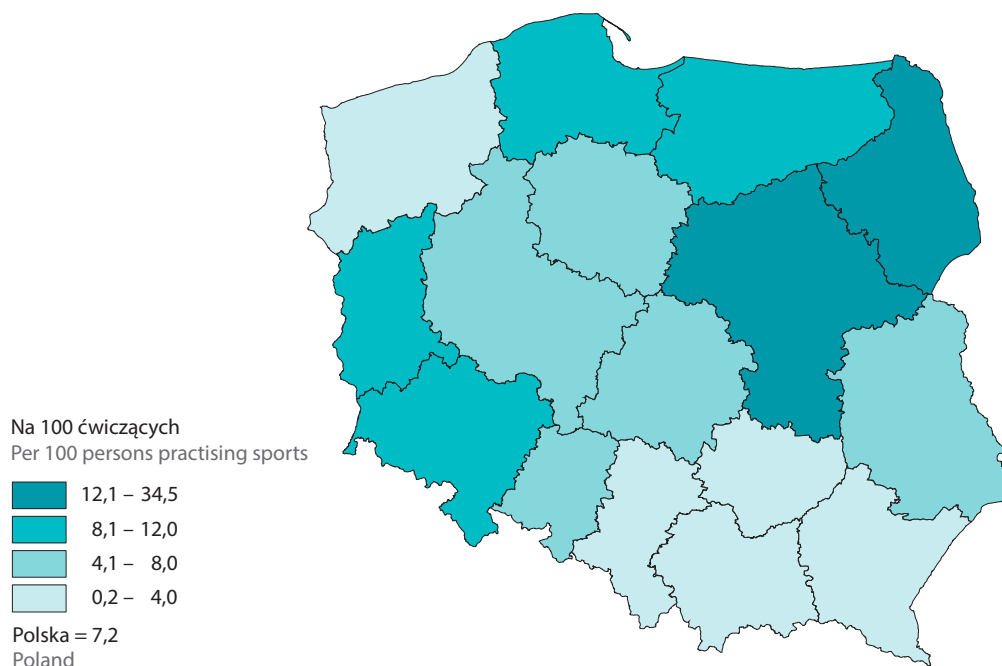 Na 100 ćwiczących
Per 100 persons practising sports
12,1 – 34,5
8,1 – 12,0
4,1 – 8,0
0,2 – 4,0
Polska = 7,2
Poland